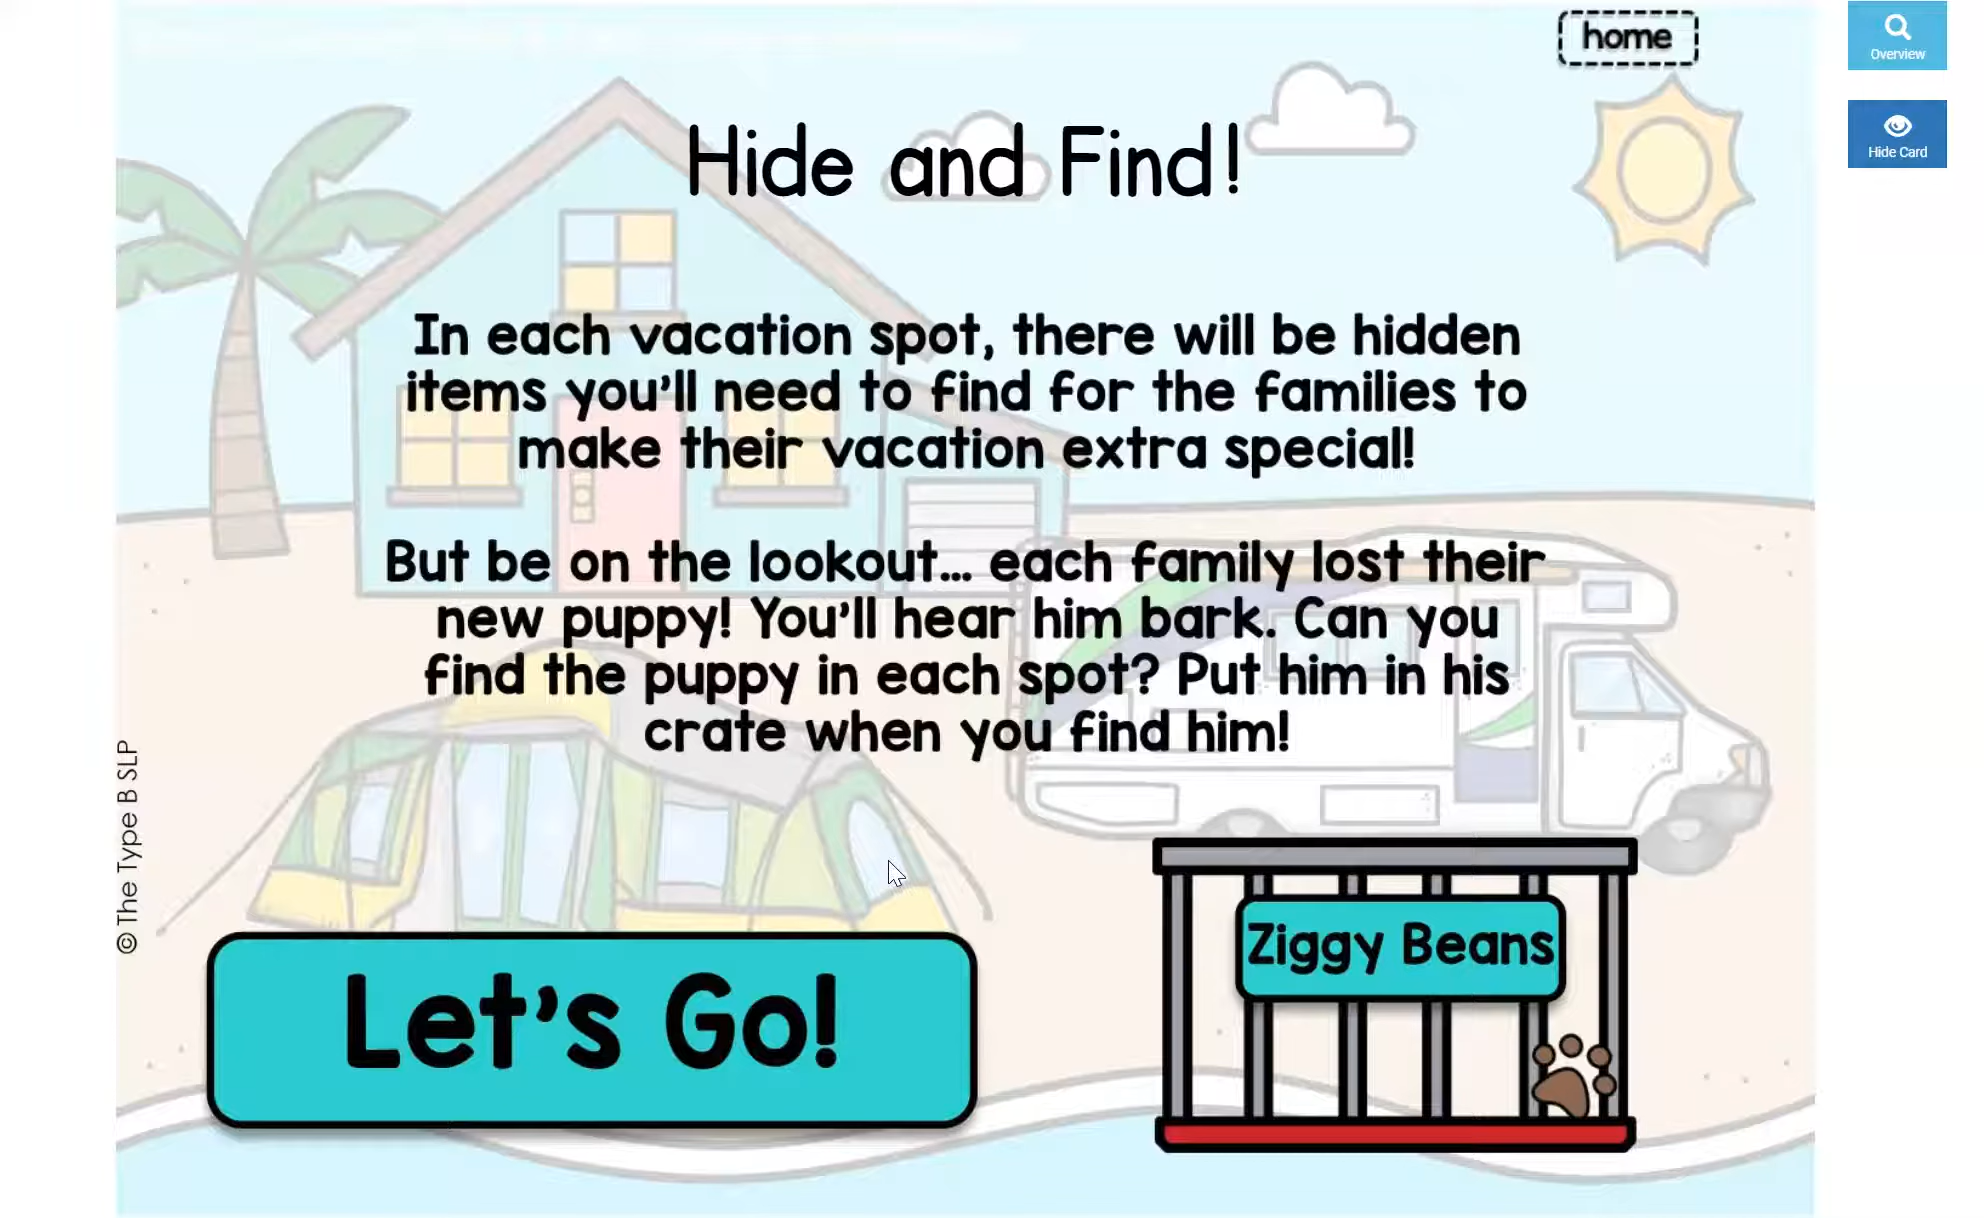 home
Overview
Hide Card
Hide and Find!
In each vacation spot, there will be hidden
items you'll need to find for the families to
make their vacation extra special!
But be on the lookout... each family lost their
new puppy! You'll hear him bark. Can you
find the puppy in each spot? Put him in his
crate when you find him!
© The Type B SLP
Let's Go!
Ziggy Beans